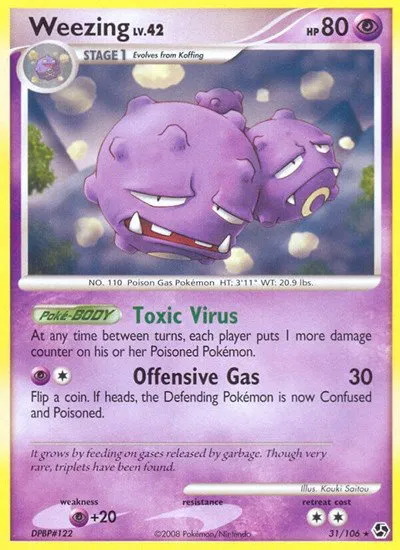 Weezing LV.42 HP 80
STAGE 1 Evolves from Koffing
NO. 110 Poison Gas Pokémon HT: 3'11" WT: 20.9 lbs.
Poké-BODY Toxic Virus
At any time between turns, each player puts 1 more damage
counter on his or her Poisoned Pokémon.
Offensive Gas 30
Flip a coin. If heads, the Defending Pokémon is now Confused
and Poisoned.
It grows by feeding on gases released by garbage. Though very
rare, triplets have been found.
Illus. Kouki Saitou
weakness resistance retreat cost
+20
DPBP#122 ©2008 Pokémon/Nintendo 31/106 ★